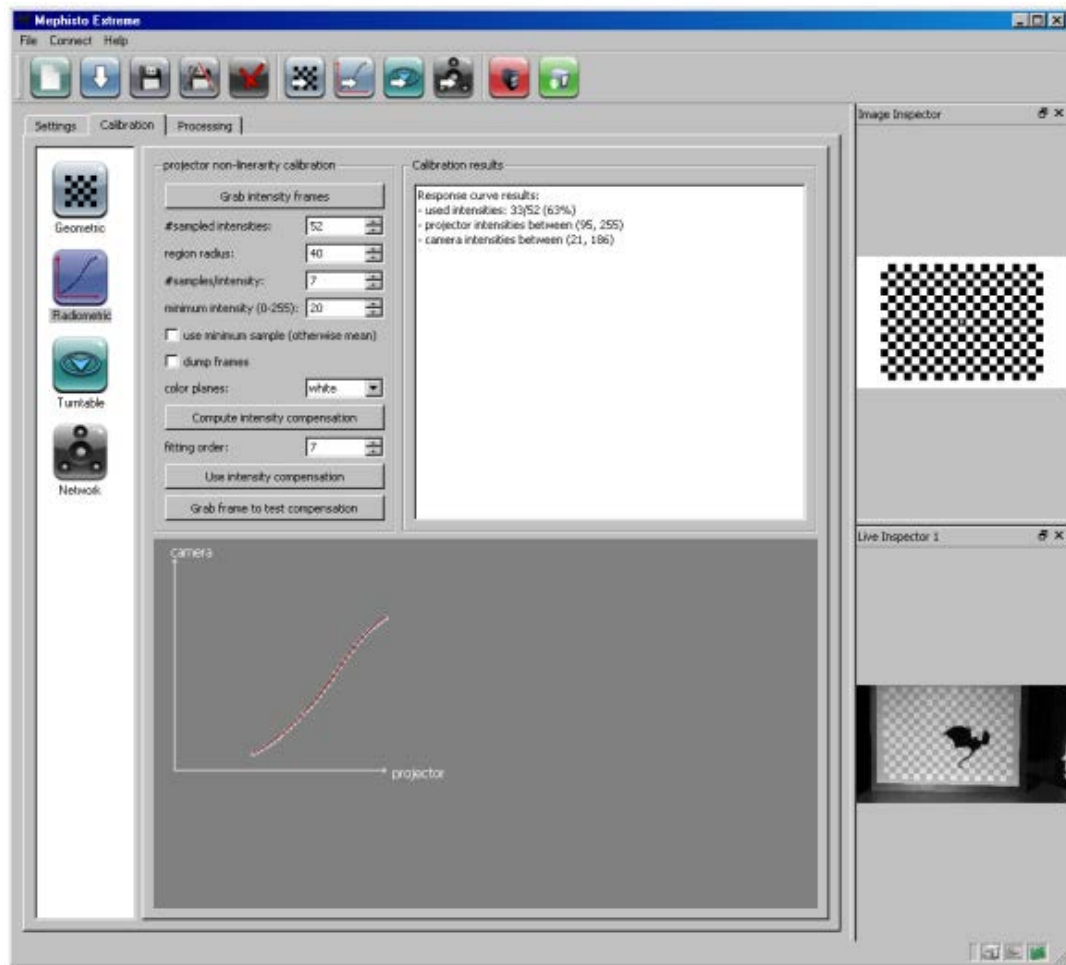 Mephisto Extreme
File Connect Help
Settings Calibration Processing
Geometric
Radiometric
Turntable
Network
projector non-linerarity calibration
Grab intensity frames
#sampled intensities: 52
region radius: 40
#samples/intensity: 7
minimum intensity (0-255): 20
use minimum sample (otherwise mean)
dump frames
color planes: white
Compute intensity compensation
fitting order: 7
Use intensity compensation
Grab frame to test compensation
Calibration results
Response curve results:
- used intensities: 33/52 (63%)
- projector intensities between (95, 255)
- camera intensities between (21, 186)
camera
projector
Image Inspector
Live Inspector 1